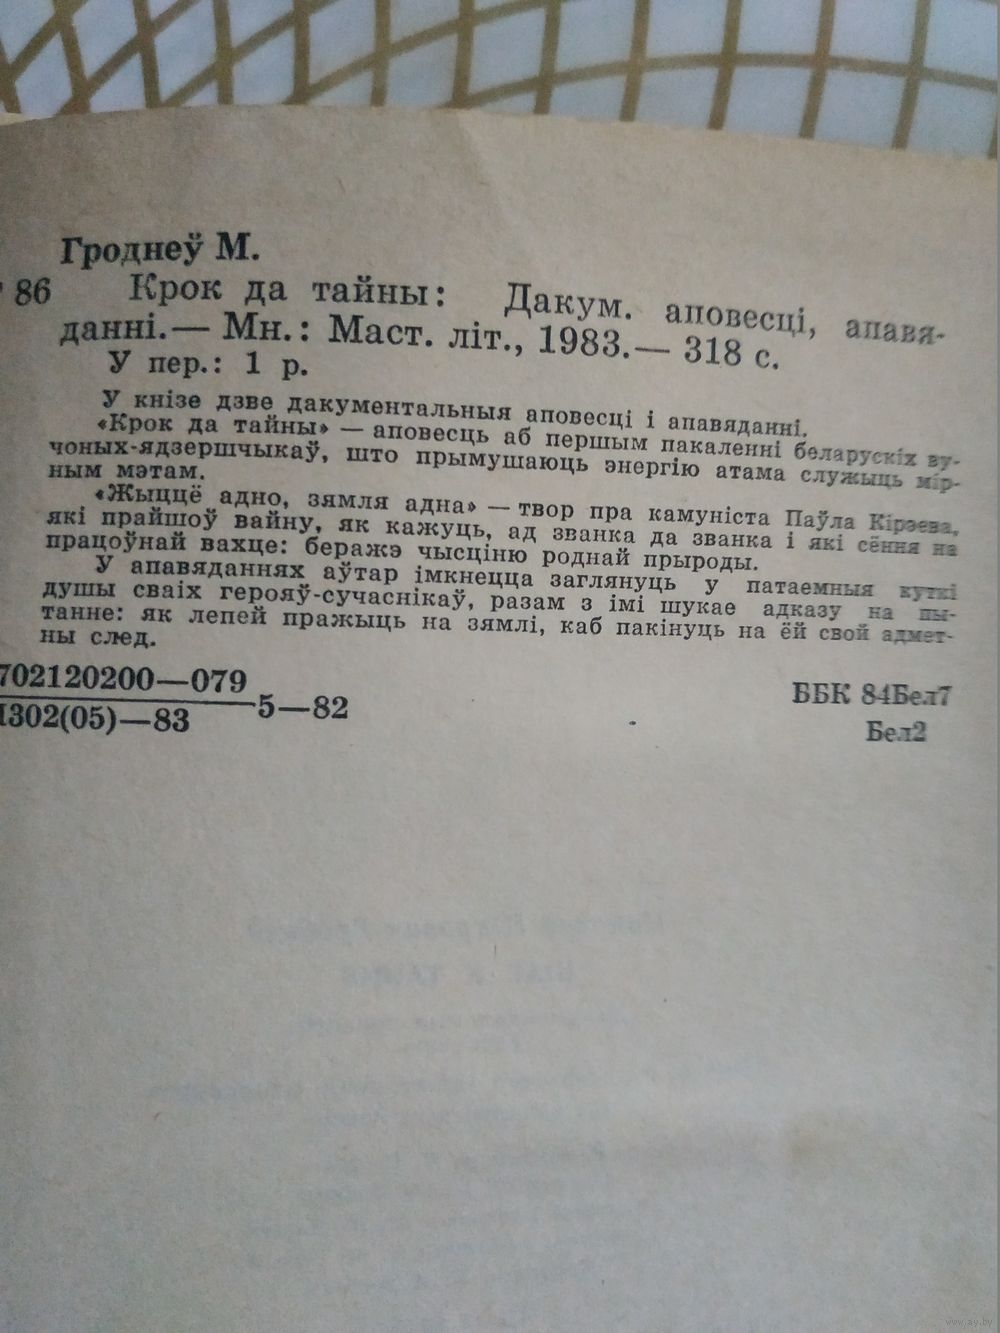 Гроднеў М.
86 Крок да тайны: Дакум. аповесці, апавя-
данні.— Мн.: Маст. літ., 1983.— 318 с.
У пер.: 1 р.
У кнізе дзве дакументальныя аповесці і апавяданні.
«Крок да тайны» — аповесць аб першым пакаленні беларускіх ву-
чоных-ядзершчыкаў, што прымушаюць энергію атама служыць мір-
ным мэтам.
«Жыццё адно, зямля адна» — твор пра камуніста Паўла Кірэева,
які прайшоў вайну, як кажуць, ад званка да званка і які сёння на
працоўнай вахце: беражэ чысціню роднай прыроды.
У апавяданнях аўтар імкнецца заглянуць у патаемныя куткі
душы сваіх герояў-сучаснікаў, разам з імі шукае адказу на пы-
танне: як лепей пражыць на зямлі, каб пакінуць на ёй свой адмет-
ны след.
702120200—079
302(05)—83
5—82
ББК 84Бел7
Бел2
www.ay.by